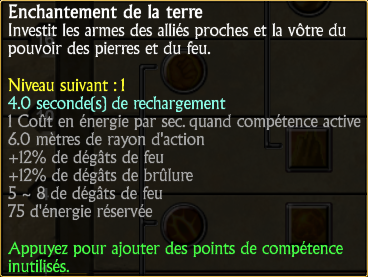 Enchantement de la terre
Investit les armes des alliés proches et la vôtre du
pouvoir des pierres et du feu.
Niveau suivant : 1
4.0 seconde(s) de rechargement
1 Coût en énergie par sec. quand compétence active
6.0 mètres de rayon d'action
+12% de dégâts de feu
+12% de dégâts de brûlure
5 ~ 8 de dégâts de feu
75 d'énergie réservée
Appuyez pour ajouter des points de compétence
inutilisés.